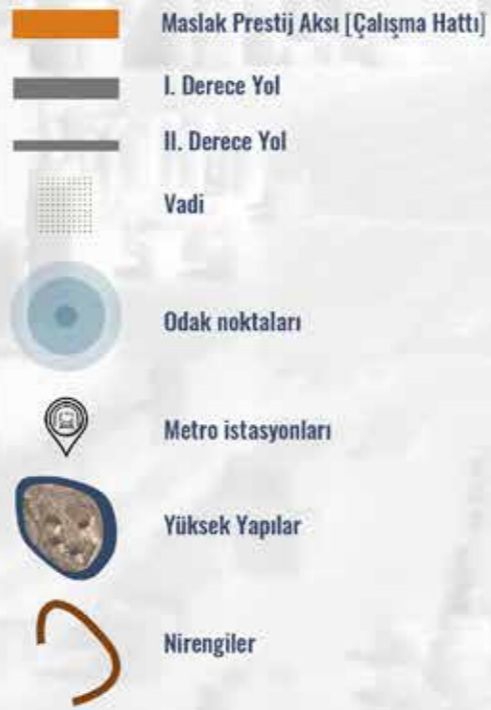 Maslak Prestij Aksı [Çalışma Hattı]
I. Derece Yol
II. Derece Yol
Vadi
Odak noktaları
Metro istasyonları
Yüksek Yapılar
Nirengiler